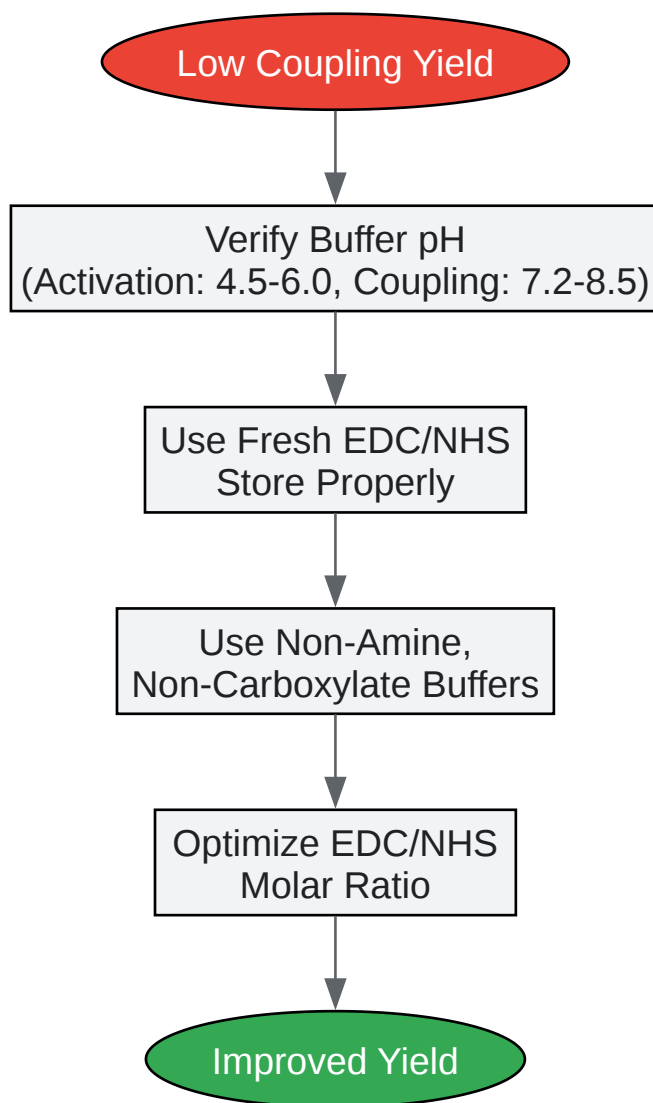 Low Coupling Yield
Verify Buffer pH
(Activation: 4.5-6.0, Coupling: 7.2-8.5)
Use Fresh EDC/NHS
Store Properly
Use Non-Amine,
Non-Carboxylate Buffers
Optimize EDC/NHS
Molar Ratio
Improved Yield